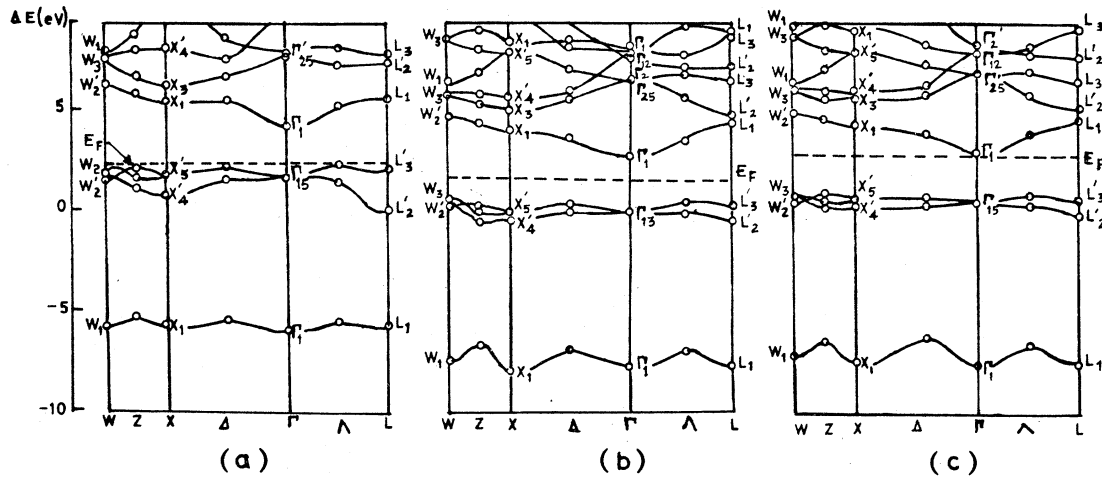 ΔE(eV)
5
0
-5
-10
W₁
W₃
W₂'
E_F
W₂
W₂'
W₁
X₄'
X₃
X₁
X₅'
X₄'
X₁
Γ₂₅'
Γ₁
Γ₁₅
Γ₁
L₃
L₂'
L₁
L₃'
L₂'
L₁
W Z X Δ Γ Λ L
(a)
W₃
W₁
W₃
W₂'
W₃
W₂'
W₁
X₁
X₅'
X₄'
X₃
X₁
X₅'
X₄'
X₁
Γ₁
Γ₁₂
Γ₂'
Γ₂₅'
Γ₁
Γ₁₃
Γ₁
L₁
L₃
L₂'
L₃
L₂'
L₁
E_F
L₃'
L₂'
L₁
W Z X Δ Γ Λ L
(b)
W₁
W₃
W₁
W₃
W₂'
W₃
W₂'
W₁
X₁
X₅'
X₄'
X₃
X₁
X₅'
X₄'
X₁
Γ₂'
Γ₁₂
Γ₂₅'
Γ₁
Γ₁₅
Γ₁
L₃
L₂'
L₃
L₂'
L₁
E_F
L₃'
L₂'
L₁
W Z X Δ Γ Λ L
(c)